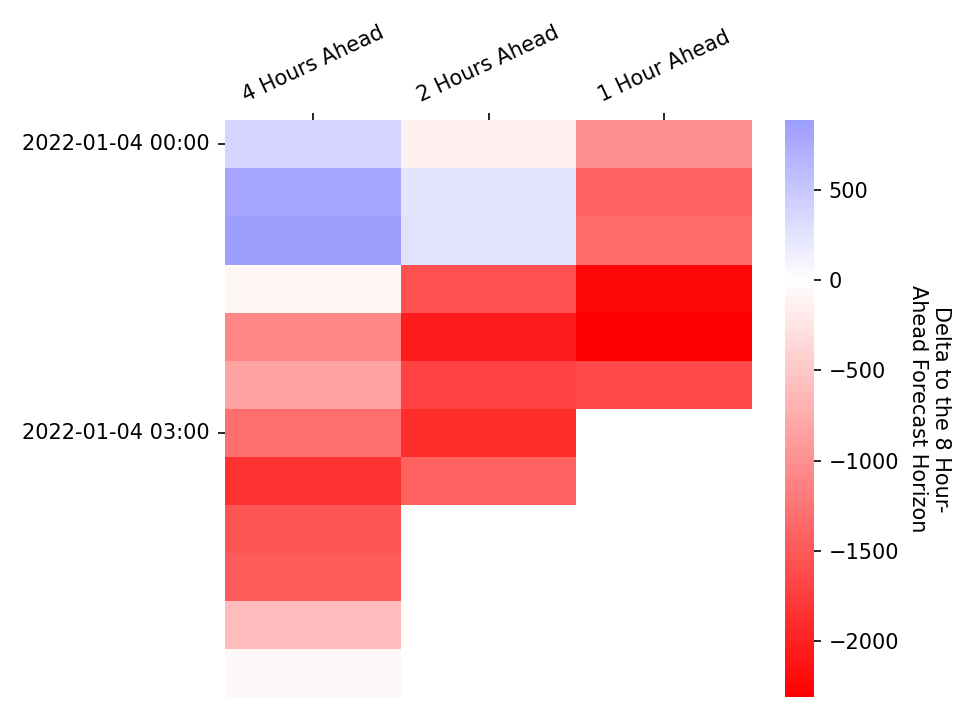 4 Hours Ahead
2 Hours Ahead
1 Hour Ahead
2022-01-04 00:00
2022-01-04 03:00
500
0
−500
−1000
−1500
−2000
Delta to the 8 Hour-
Ahead Forecast Horizon